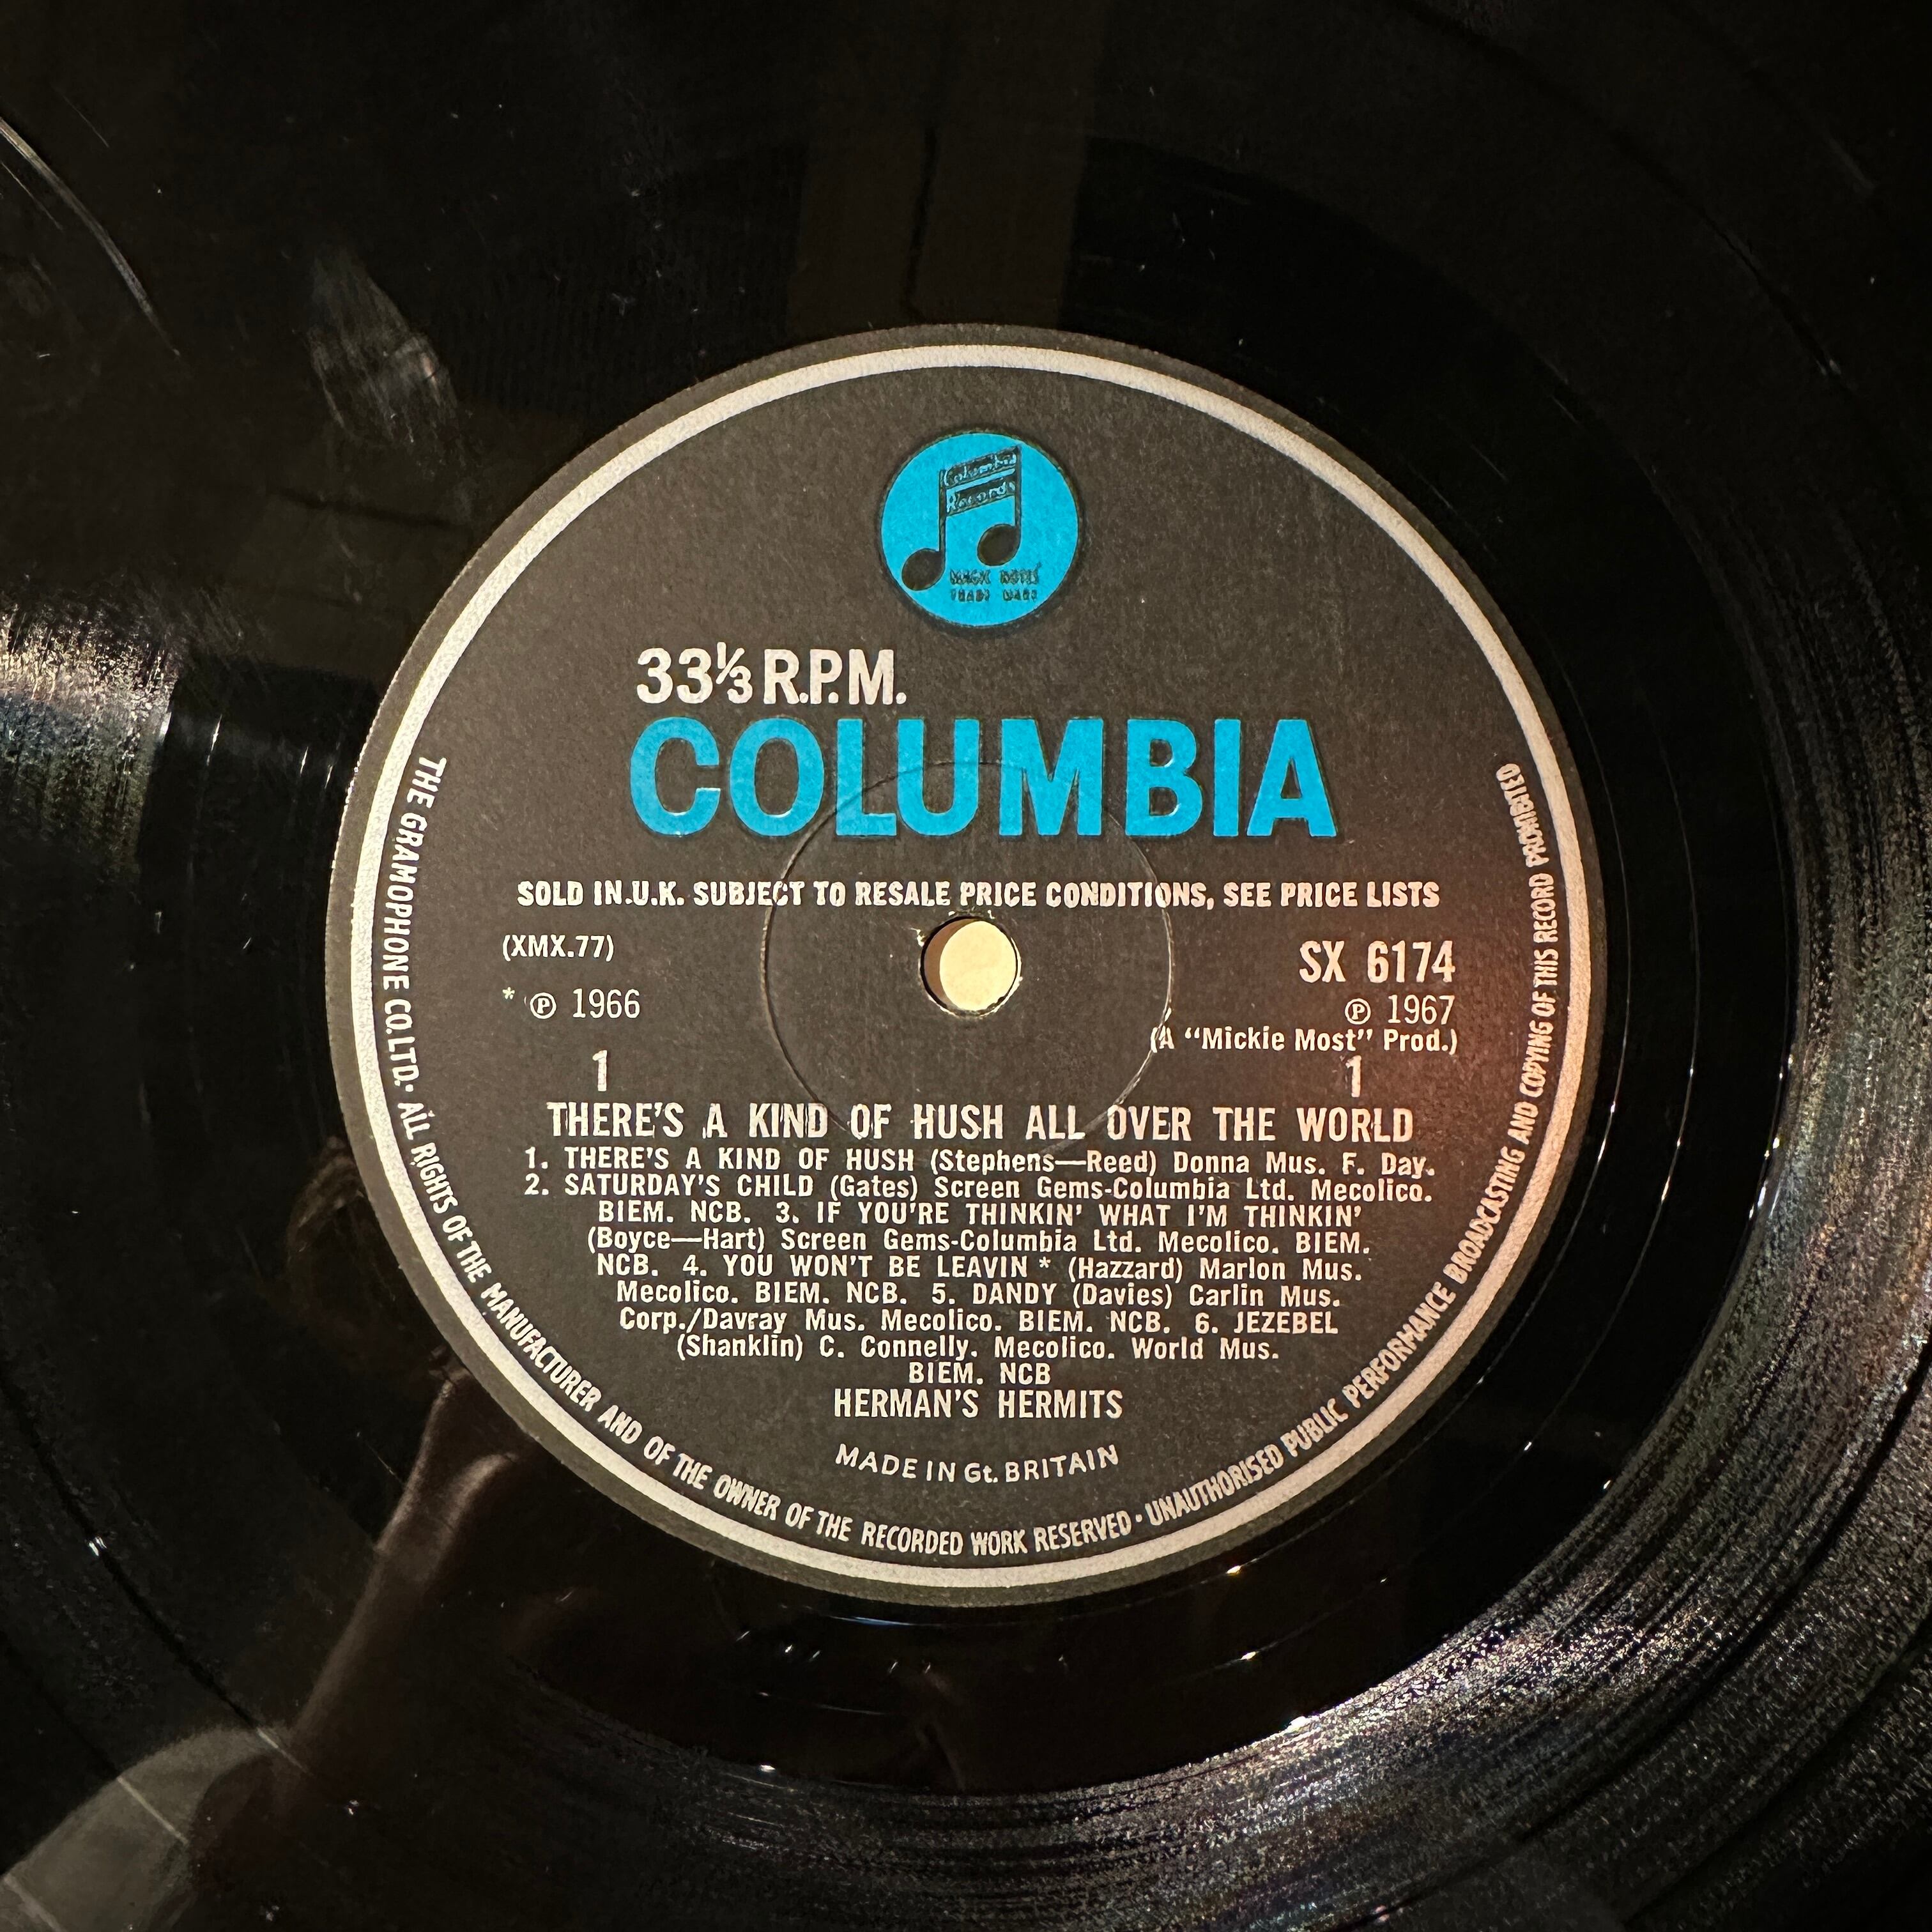 Columbia
Records
MAGIC NOTES
TRADE MARK
33⅓ R.P.M.
COLUMBIA
SOLD IN U.K. SUBJECT TO RESALE PRICE CONDITIONS, SEE PRICE LISTS
(XMX.77)
SX 6174
* ℗ 1966
℗ 1967
(A “Mickie Most” Prod.)
1
1
THERE'S A KIND OF HUSH ALL OVER THE WORLD
1. THERE'S A KIND OF HUSH (Stephens—Reed) Donna Mus. F. Day.
2. SATURDAY'S CHILD (Gates) Screen Gems-Columbia Ltd. Mecolico.
BIEM. NCB. 3. IF YOU'RE THINKIN' WHAT I'M THINKIN'
(Boyce—Hart) Screen Gems-Columbia Ltd. Mecolico. BIEM.
NCB. 4. YOU WON'T BE LEAVIN * (Hazzard) Marlon Mus.
Mecolico. BIEM. NCB. 5. DANDY (Davies) Carlin Mus.
Corp./Davray Mus. Mecolico. BIEM. NCB. 6. JEZEBEL
(Shanklin) C. Connelly. Mecolico. World Mus.
BIEM. NCB
HERMAN'S HERMITS
MADE IN Gt. BRITAIN
THE GRAMOPHONE CO. LTD. • ALL RIGHTS OF THE MANUFACTURER AND OF THE OWNER OF THE RECORDED WORK RESERVED • UNAUTHORISED PUBLIC PERFORMANCE BROADCASTING AND COPYING OF THIS RECORD PROHIBITED